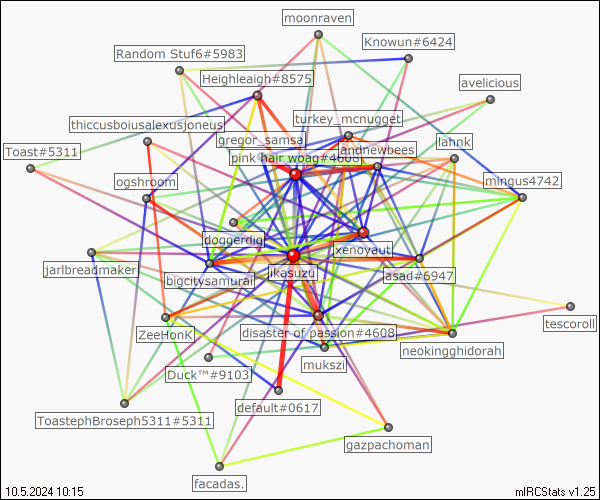 moonraven
Knowun#6424
Random Stuf6#5983
Heighleaigh#8575
avelicious
turkey_mcnugget
thiccusboiusalexusjoneus
gregor_samsa
lahnk
Toast#5311
andnewbees
pink hair woag#4608
ogshroom
mingus4742
doggerdig
xenoyaut
jarlbreadmaker
bigcitysamurai
ikasuzu
asad#6947
tescoroll
ZeeHonk
disaster of passion#4608
neokingghidorah
mukszi
Duck™#9103
default#0617
ToastephBroseph5311#5311
gazpachoman
facadas.
10.5.2024 10:15
mIRCStats v1.25